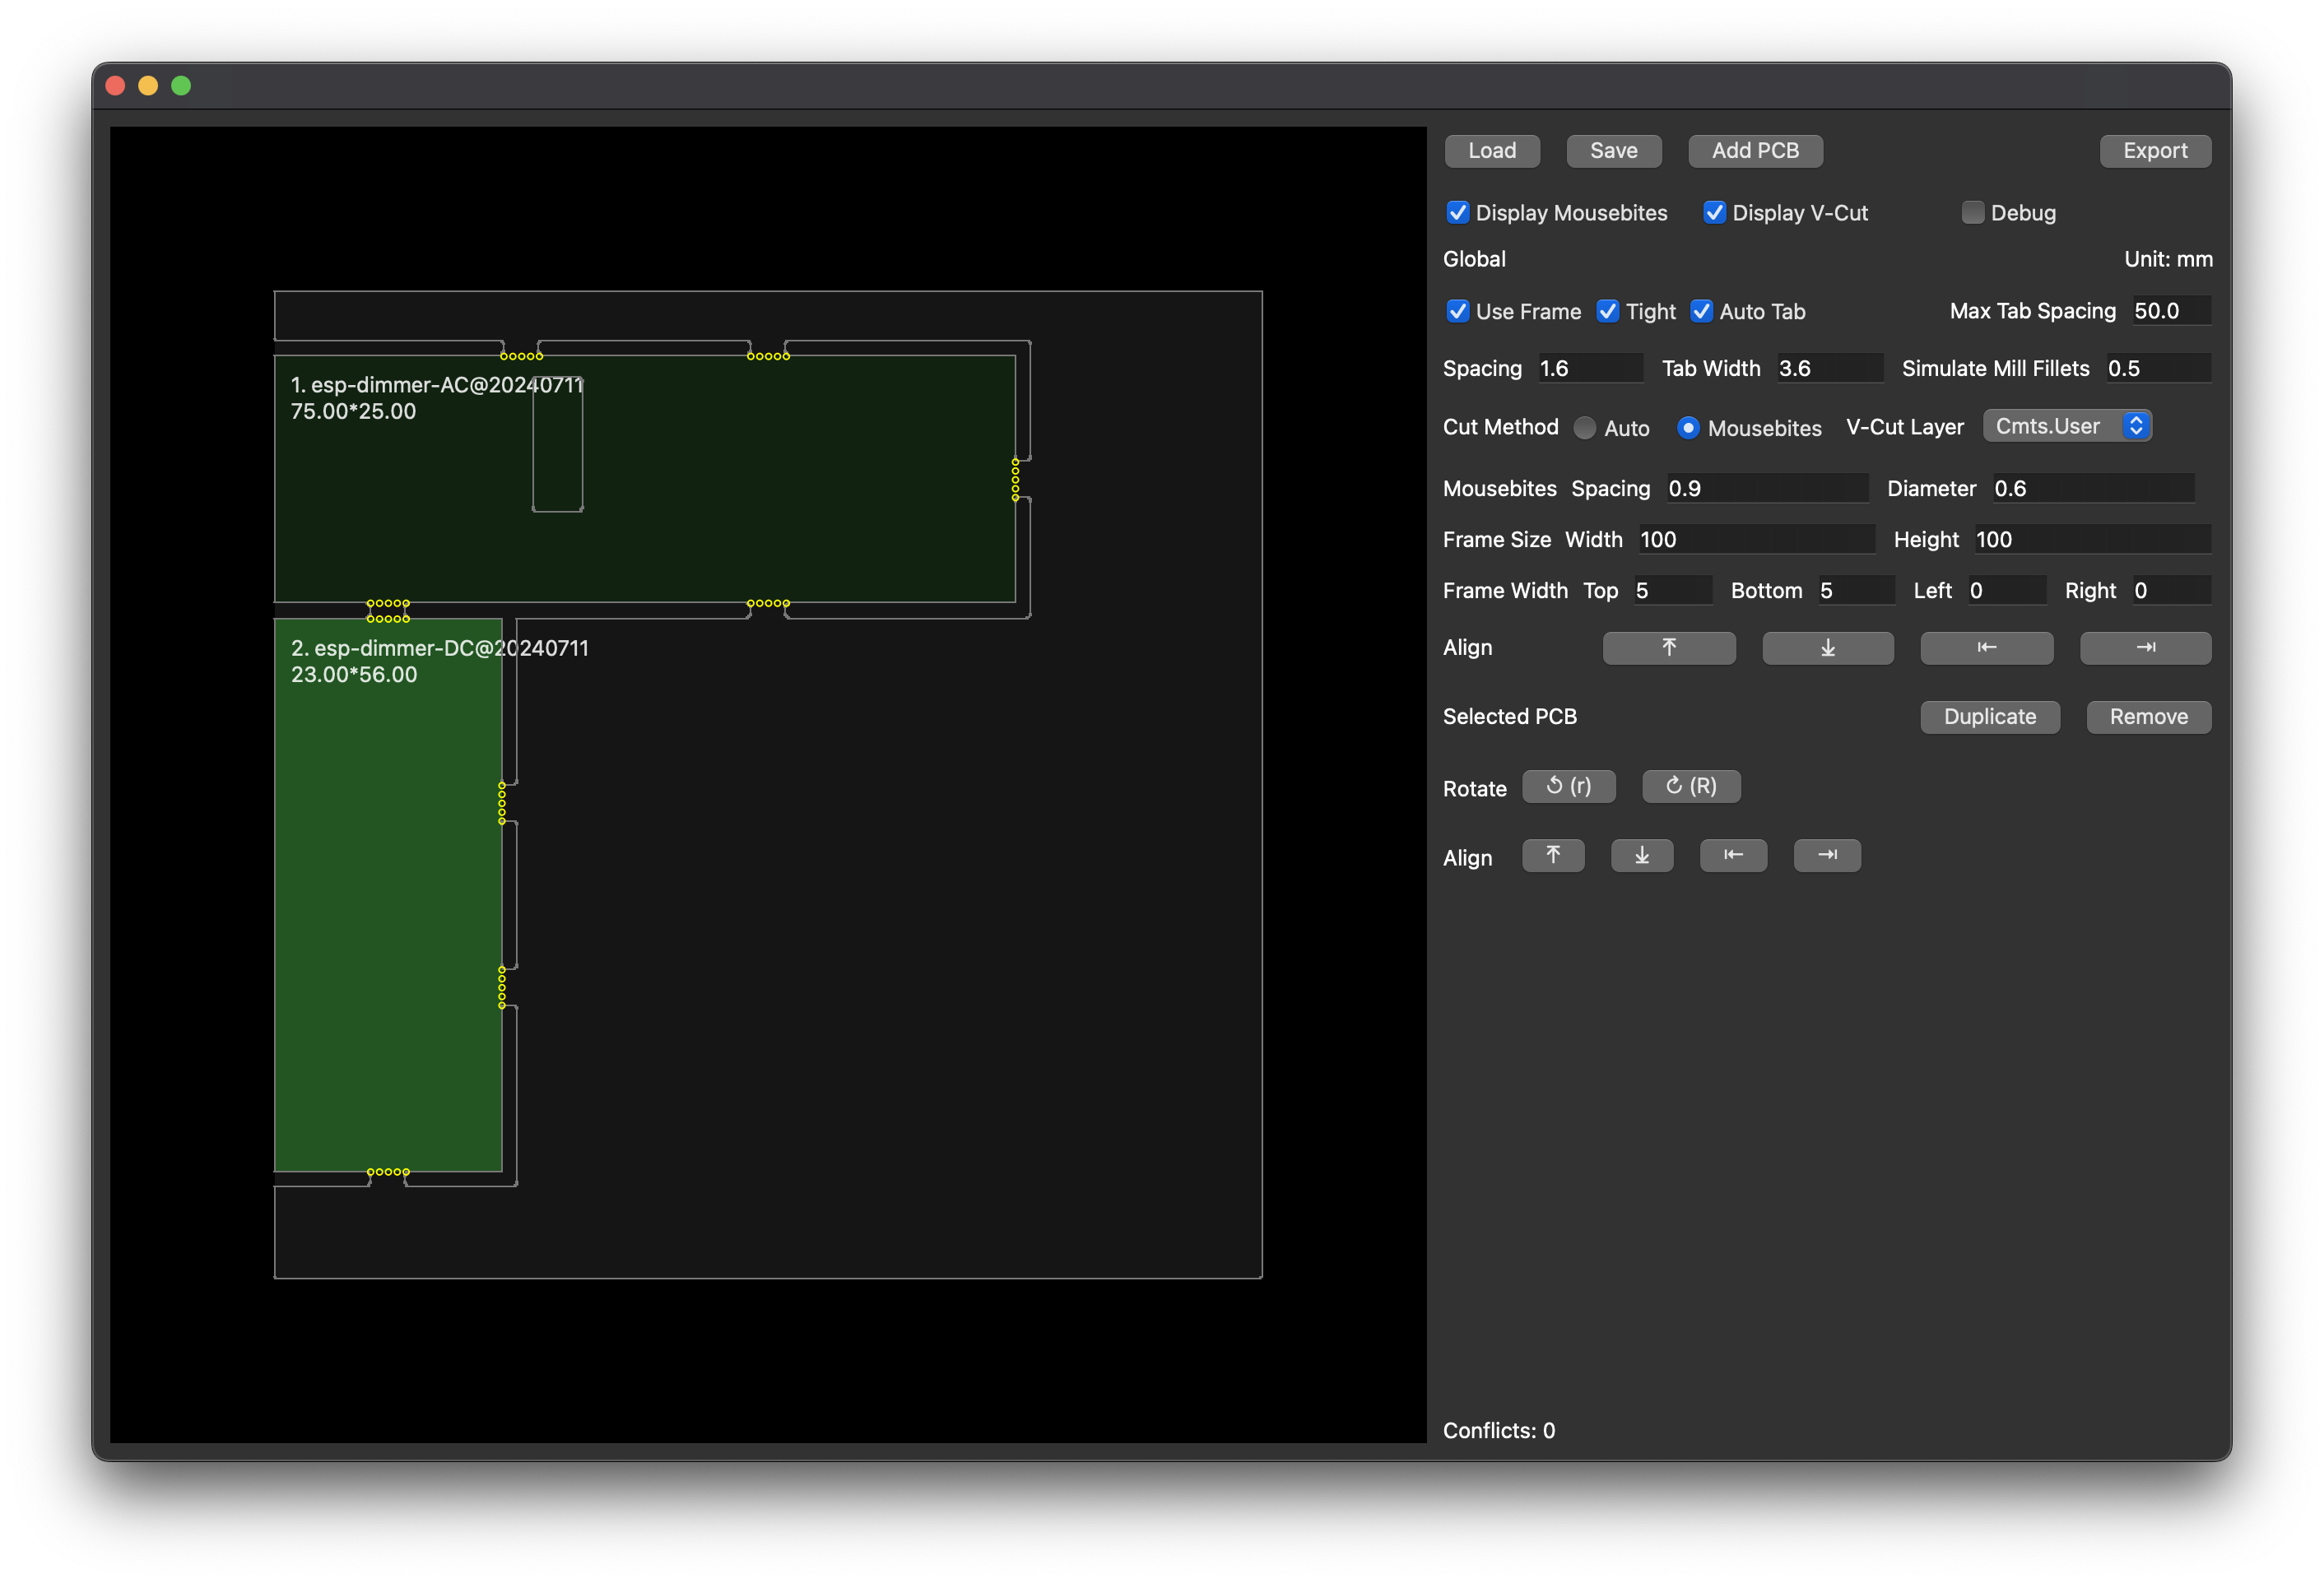 Load Save Add PCB Export
Display Mousebites Display V-Cut Debug
Global Unit: mm
Use Frame Tight Auto Tab Max Tab Spacing 50.0
Spacing 1.6 Tab Width 3.6 Simulate Mill Fillets 0.5
Cut Method Auto Mousebites V-Cut Layer Cmts.User
Mousebites Spacing 0.9 Diameter 0.6
Frame Size Width 100 Height 100
Frame Width Top 5 Bottom 5 Left 0 Right 0
Align
Selected PCB Duplicate Remove
Rotate (r) (R)
Align
Conflicts: 0
1. esp-dimmer-AC@20240711
75.00*25.00
2. esp-dimmer-DC@20240711
23.00*56.00